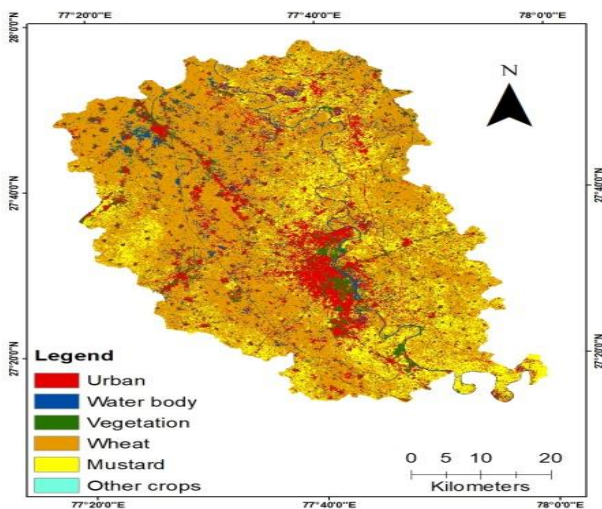 77°20'0"E 77°40'0"E 78°0'0"E
28°0'0"N
N
27°40'0"N 27°40'0"N
27°20'0"N 27°20'0"N
Legend
Urban
Water body
Vegetation
Wheat
Mustard
Other crops
0 5 10 20
Kilometers
77°20'0"E 77°40'0"E 78°0'0"E